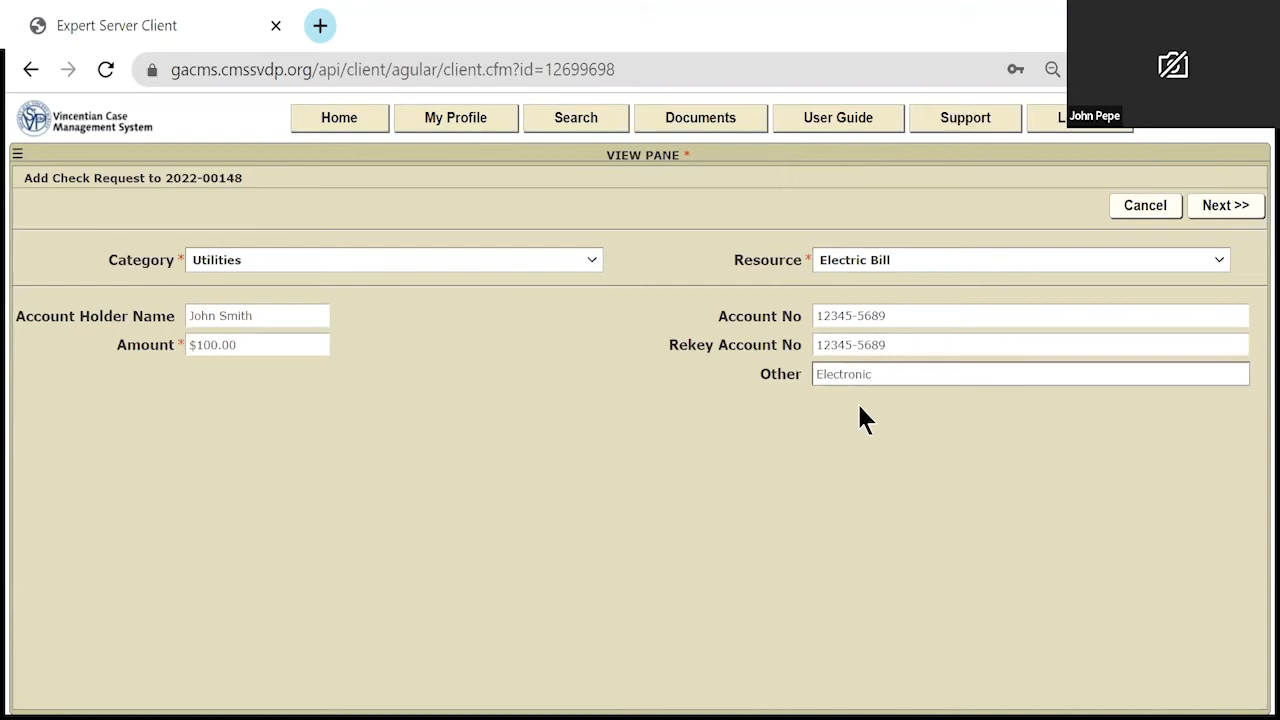 Expert Server Client
gacms.cmssvdp.org/api/client/agular/client.cfm?id=12699698
John Pepe
SVP
Vincentian Case
Management System
Home
My Profile
Search
Documents
User Guide
Support
L
VIEW PANE *
Add Check Request to 2022-00148
Cancel
Next >>
Category * Utilities
Resource * Electric Bill
Account Holder Name John Smith
Account No 12345-5689
Amount * $100.00
Rekey Account No 12345-5689
Other Electronic